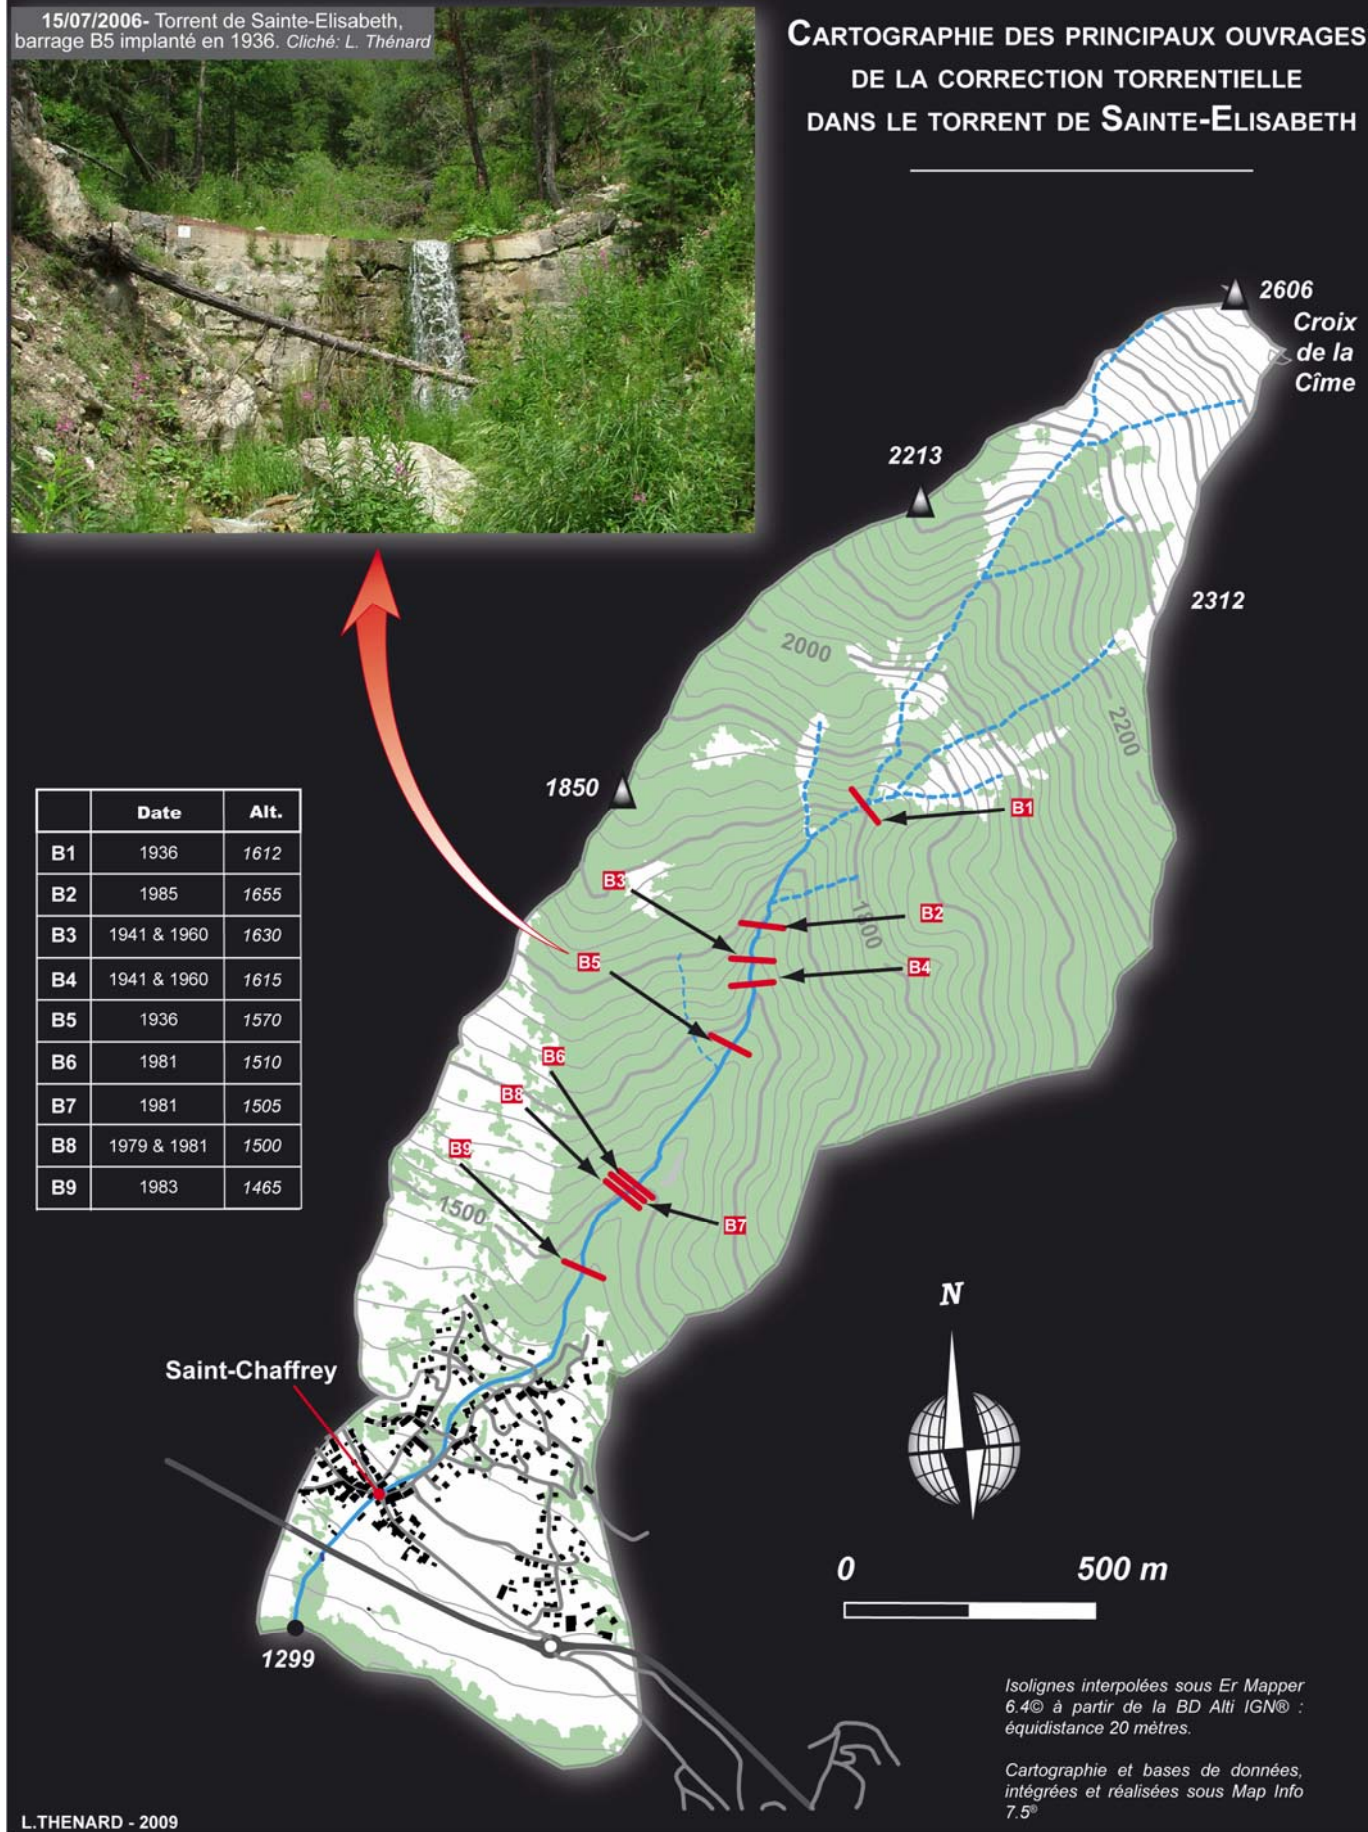 15/07/2006- Torrent de Sainte-Elisabeth,
barrage B5 implanté en 1936. Cliché: L. Thénard
CARTOGRAPHIE DES PRINCIPAUX OUVRAGES
DE LA CORRECTION TORRENTIELLE
DANS LE TORRENT DE SAINTE-ELISABETH
2606
Croix
de la
Cîme
2213
2312
2000
2200
1850
B1
B3
1800
B2
B5
B4
B6
B8
B9
1500
B7
Date Alt.
B1 1936 1612
B2 1985 1655
B3 1941 & 1960 1630
B4 1941 & 1960 1615
B5 1936 1570
B6 1981 1510
B7 1981 1505
B8 1979 & 1981 1500
B9 1983 1465
N
Saint-Chaffrey
0 500 m
1299
Isolignes interpolées sous Er Mapper
6.4© à partir de la BD Alti IGN® :
équidistance 20 mètres.
Cartographie et bases de données,
intégrées et réalisées sous Map Info
7.5®
L.THENARD - 2009